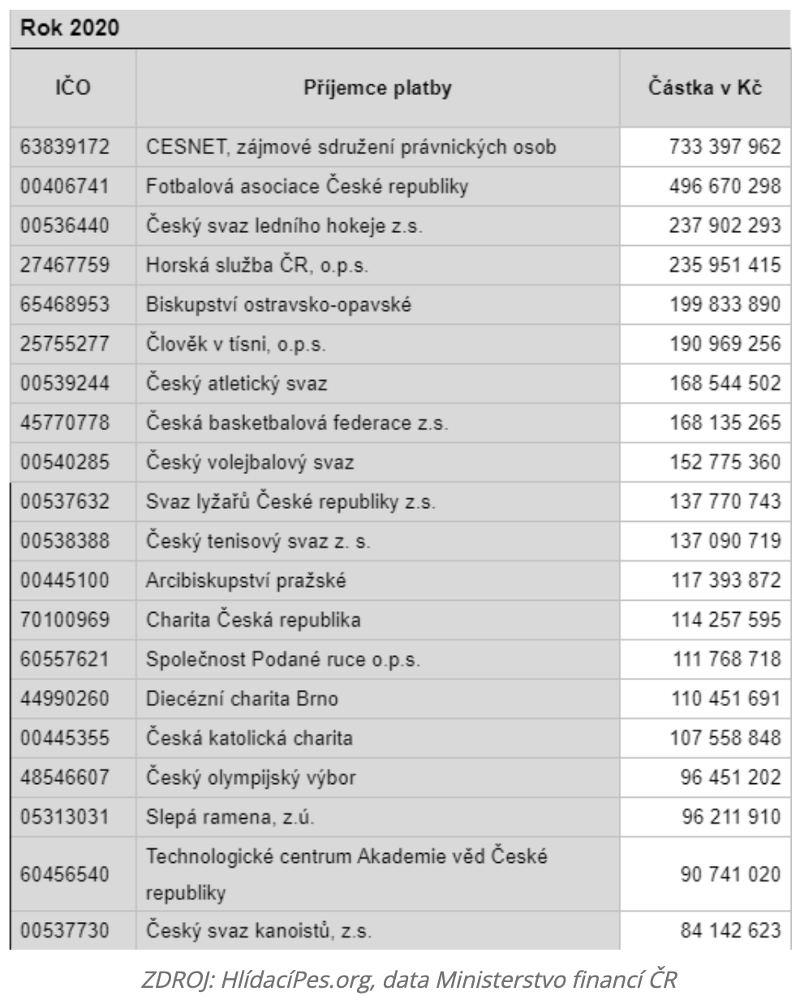 Rok 2020
IČO Příjemce platby Částka v Kč
63839172 CESNET, zájmové sdružení právnických osob 733 397 962
00406741 Fotbalová asociace České republiky 496 670 298
00536440 Český svaz ledního hokeje z.s. 237 902 293
27467759 Horská služba ČR, o.p.s. 235 951 415
65468953 Biskupství ostravsko-opavské 199 833 890
25755277 Člověk v tísni, o.p.s. 190 969 256
00539244 Český atletický svaz 168 544 502
45770778 Česká basketbalová federace z.s. 168 135 265
00540285 Český volejbalový svaz 152 775 360
00537632 Svaz lyžařů České republiky z.s. 137 770 743
00538388 Český tenisový svaz z. s. 137 090 719
00445100 Arcibiskupství pražské 117 393 872
70100969 Charita Česká republika 114 257 595
60557621 Společnost Podané ruce o.p.s. 111 768 718
44990260 Diecézní charita Brno 110 451 691
00445355 Česká katolická charita 107 558 848
48546607 Český olympijský výbor 96 451 202
05313031 Slepá ramena, z.ú. 96 211 910
60456540 Technologické centrum Akademie věd České
republiky 90 741 020
00537730 Český svaz kanoistů, z.s. 84 142 623
ZDROJ: HlídacíPes.org, data Ministerstvo financí ČR